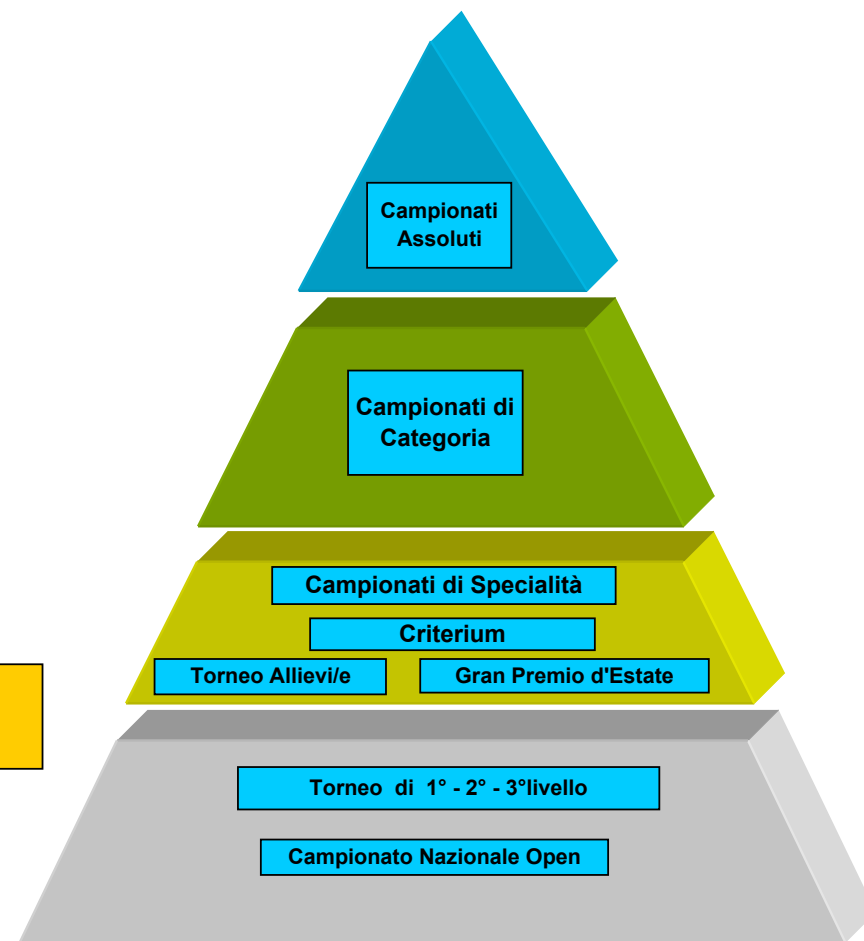 Campionati
Assoluti
Campionati di
Categoria
Campionati di Specialità
Criterium
Torneo Allievi/e
Gran Premio d'Estate
Torneo di 1° - 2° - 3°livello
Campionato Nazionale Open